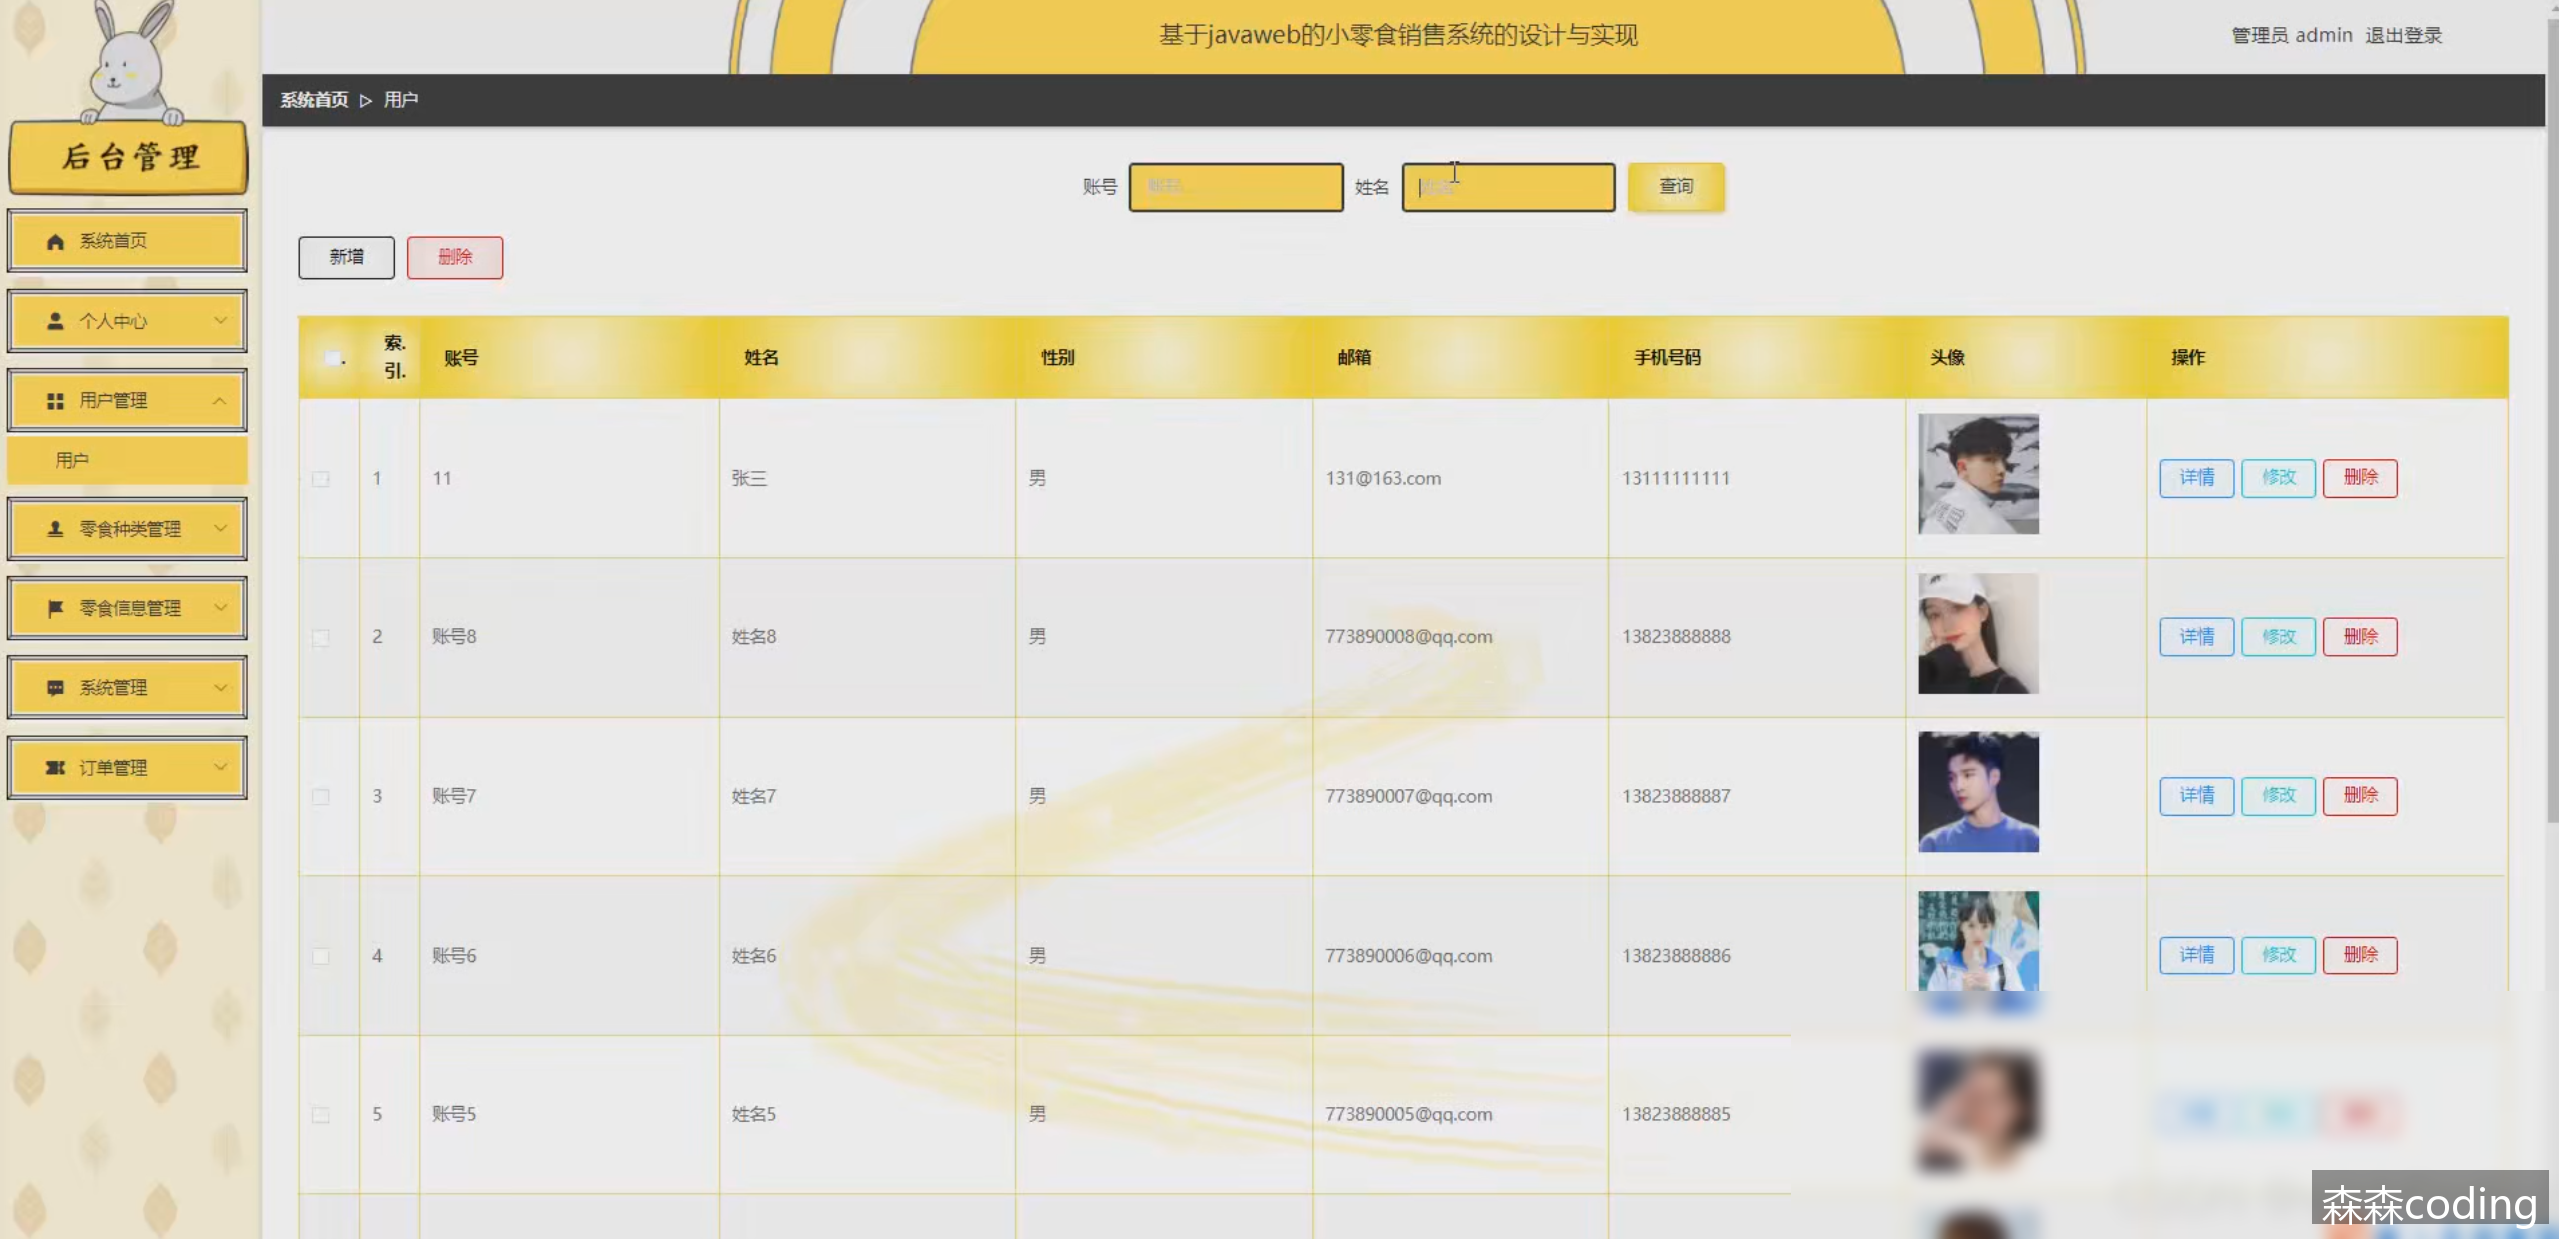 基于javaweb的小零食销售系统的设计与实现
管理员 admin 退出登录
系统首页 ▷ 用户
后台管理
系统首页
个人中心
用户管理
用户
零食种类管理
零食信息管理
系统管理
订单管理
账号 账号 姓名 姓名 查询
新增 删除
索. 引. 账号 姓名 性别 邮箱 手机号码 头像 操作
1 11 张三 男 131@163.com 13111111111 详情 修改 删除
2 账号8 姓名8 男 773890008@qq.com 13823888888 详情 修改 删除
3 账号7 姓名7 男 773890007@qq.com 13823888887 详情 修改 删除
4 账号6 姓名6 男 773890006@qq.com 13823888886 详情 修改 删除
5 账号5 姓名5 男 773890005@qq.com 13823888885
森森coding